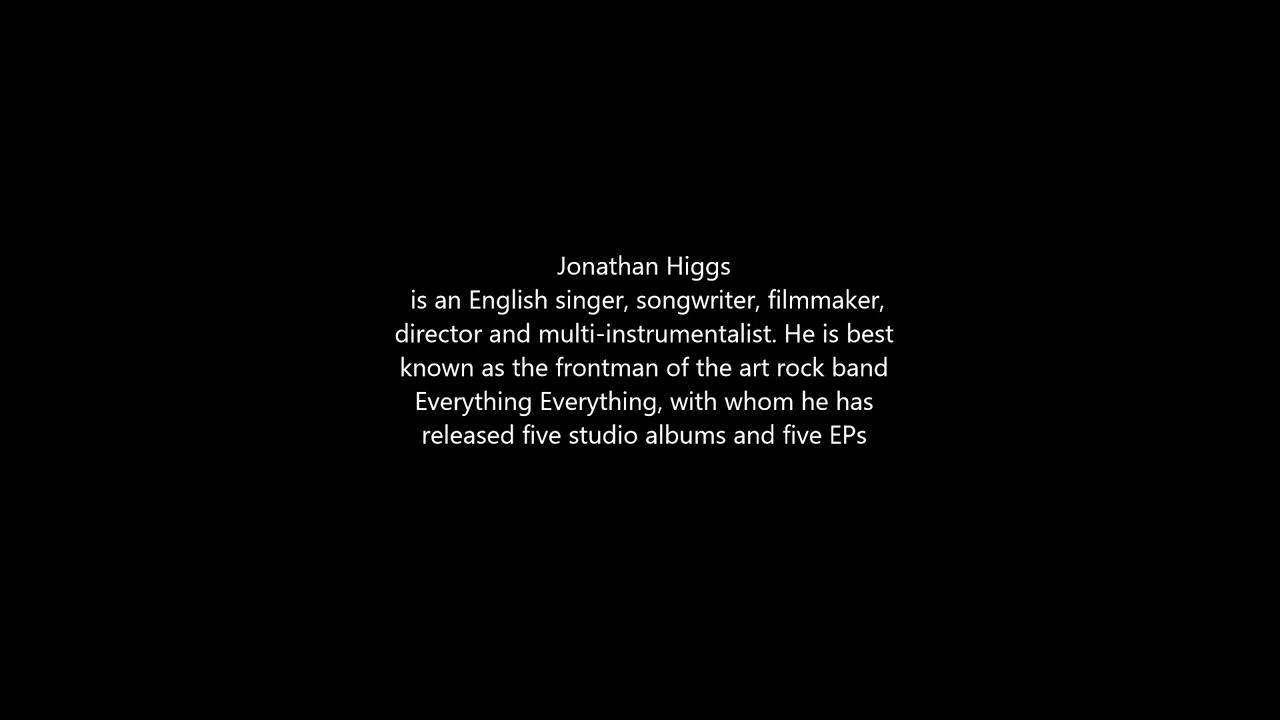 Jonathan Higgs
is an English singer, songwriter, filmmaker,
director and multi-instrumentalist. He is best
known as the frontman of the art rock band
Everything Everything, with whom he has
released five studio albums and five EPs